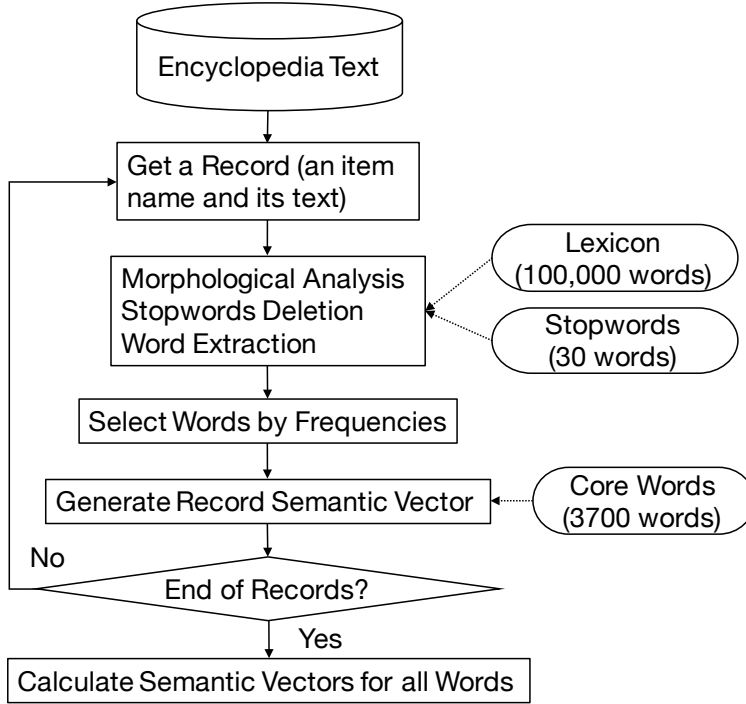 Encyclopedia Text
Get a Record (an item
name and its text)
Lexicon
(100,000 words)
Morphological Analysis
Stopwords Deletion
Word Extraction
Stopwords
(30 words)
Select Words by Frequencies
Generate Record Semantic Vector
Core Words
(3700 words)
No
End of Records?
Yes
Calculate Semantic Vectors for all Words